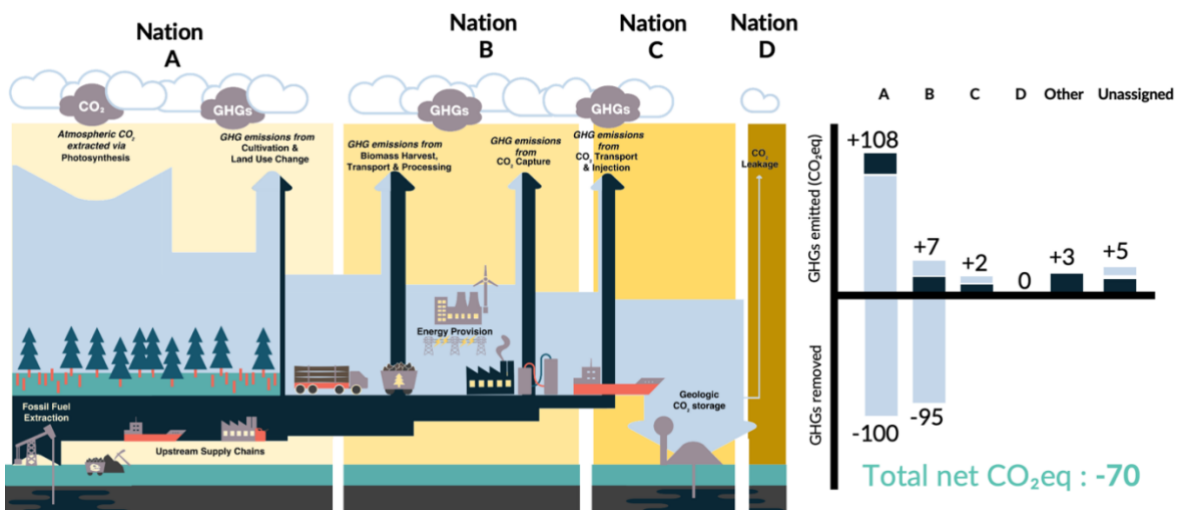 Nation
A
Nation
B
Nation
C
Nation
D
CO₂
GHGs
GHGs
GHGs
Atmospheric CO₂
extracted via
Photosynthesis
GHG emissions from
Cultivation &
Land Use Change
GHG emissions from
Biomass Harvest,
Transport & Processing
GHG emissions
from
CO₂ Capture
GHG emissions
from
CO₂ Transport
& Injection
CO₂
Leakage
Energy Provision
Geologic
CO₂ storage
Fossil Fuel
Extraction
Upstream Supply Chains
A B C D Other Unassigned
GHGs emitted (CO₂eq)
+108
+7
+2
0
+3
+5
GHGs removed
-100
-95
Total net CO₂eq : -70